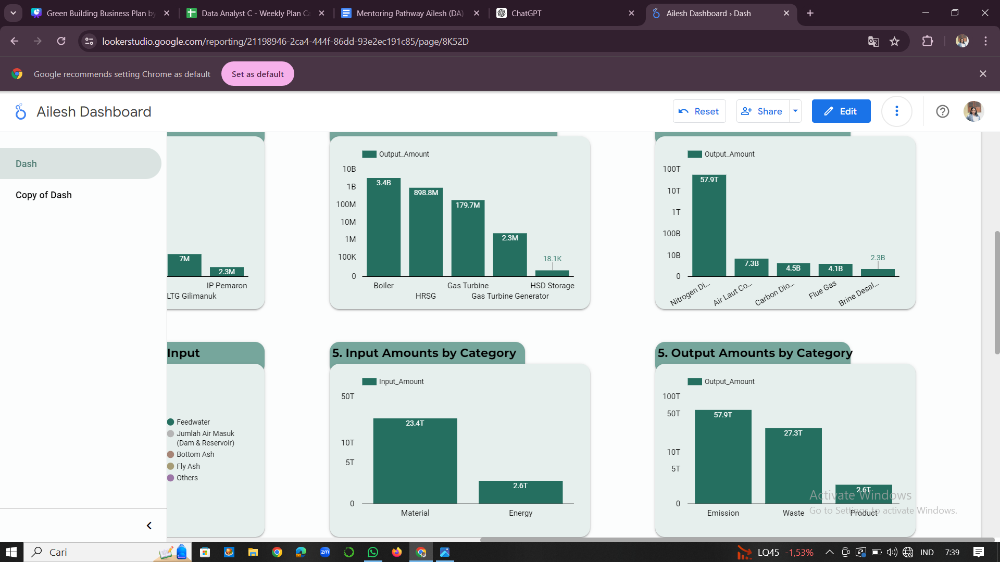 Green Building Business Plan by
Data Analyst C - Weekly Plan Ca
Mentoring Pathway Ailesh (DA)
ChatGPT
Ailesh Dashboard › Dash
lookerstudio.google.com/reporting/21198946-2ca4-444f-86dd-93e2ec191c85/page/8K52D
Google recommends setting Chrome as default
Set as default
Ailesh Dashboard
Reset
Share
Edit
Dash
Copy of Dash
7M
2.3M
IP Pemaron
LTG Gilimanuk
Output_Amount
10B
1B
100M
10M
1M
100K
0
3.4B
898.8M
179.7M
2.3M
18.1K
Boiler
HRSG
Gas Turbine
Gas Turbine Generator
HSD Storage
Output_Amount
100T
10T
1T
100B
10B
0
57.9T
7.3B
4.5B
4.1B
2.3B
Nitrogen Di...
Air Laut Co...
Carbon Dio...
Flue Gas
Brine Desal...
Input
Feedwater
Jumlah Air Masuk
(Dam & Reservoir)
Bottom Ash
Fly Ash
Others
5. Input Amounts by Category
Input_Amount
50T
10T
5T
0
23.4T
2.6T
Material
Energy
5. Output Amounts by Category
Output_Amount
100T
50T
10T
5T
0
57.9T
27.3T
2.6T
Emission
Waste
Product
Activate Windows
Go to Settings to activate Windows.
Cari
zm
LQ45
-1,53%
IND
7:39